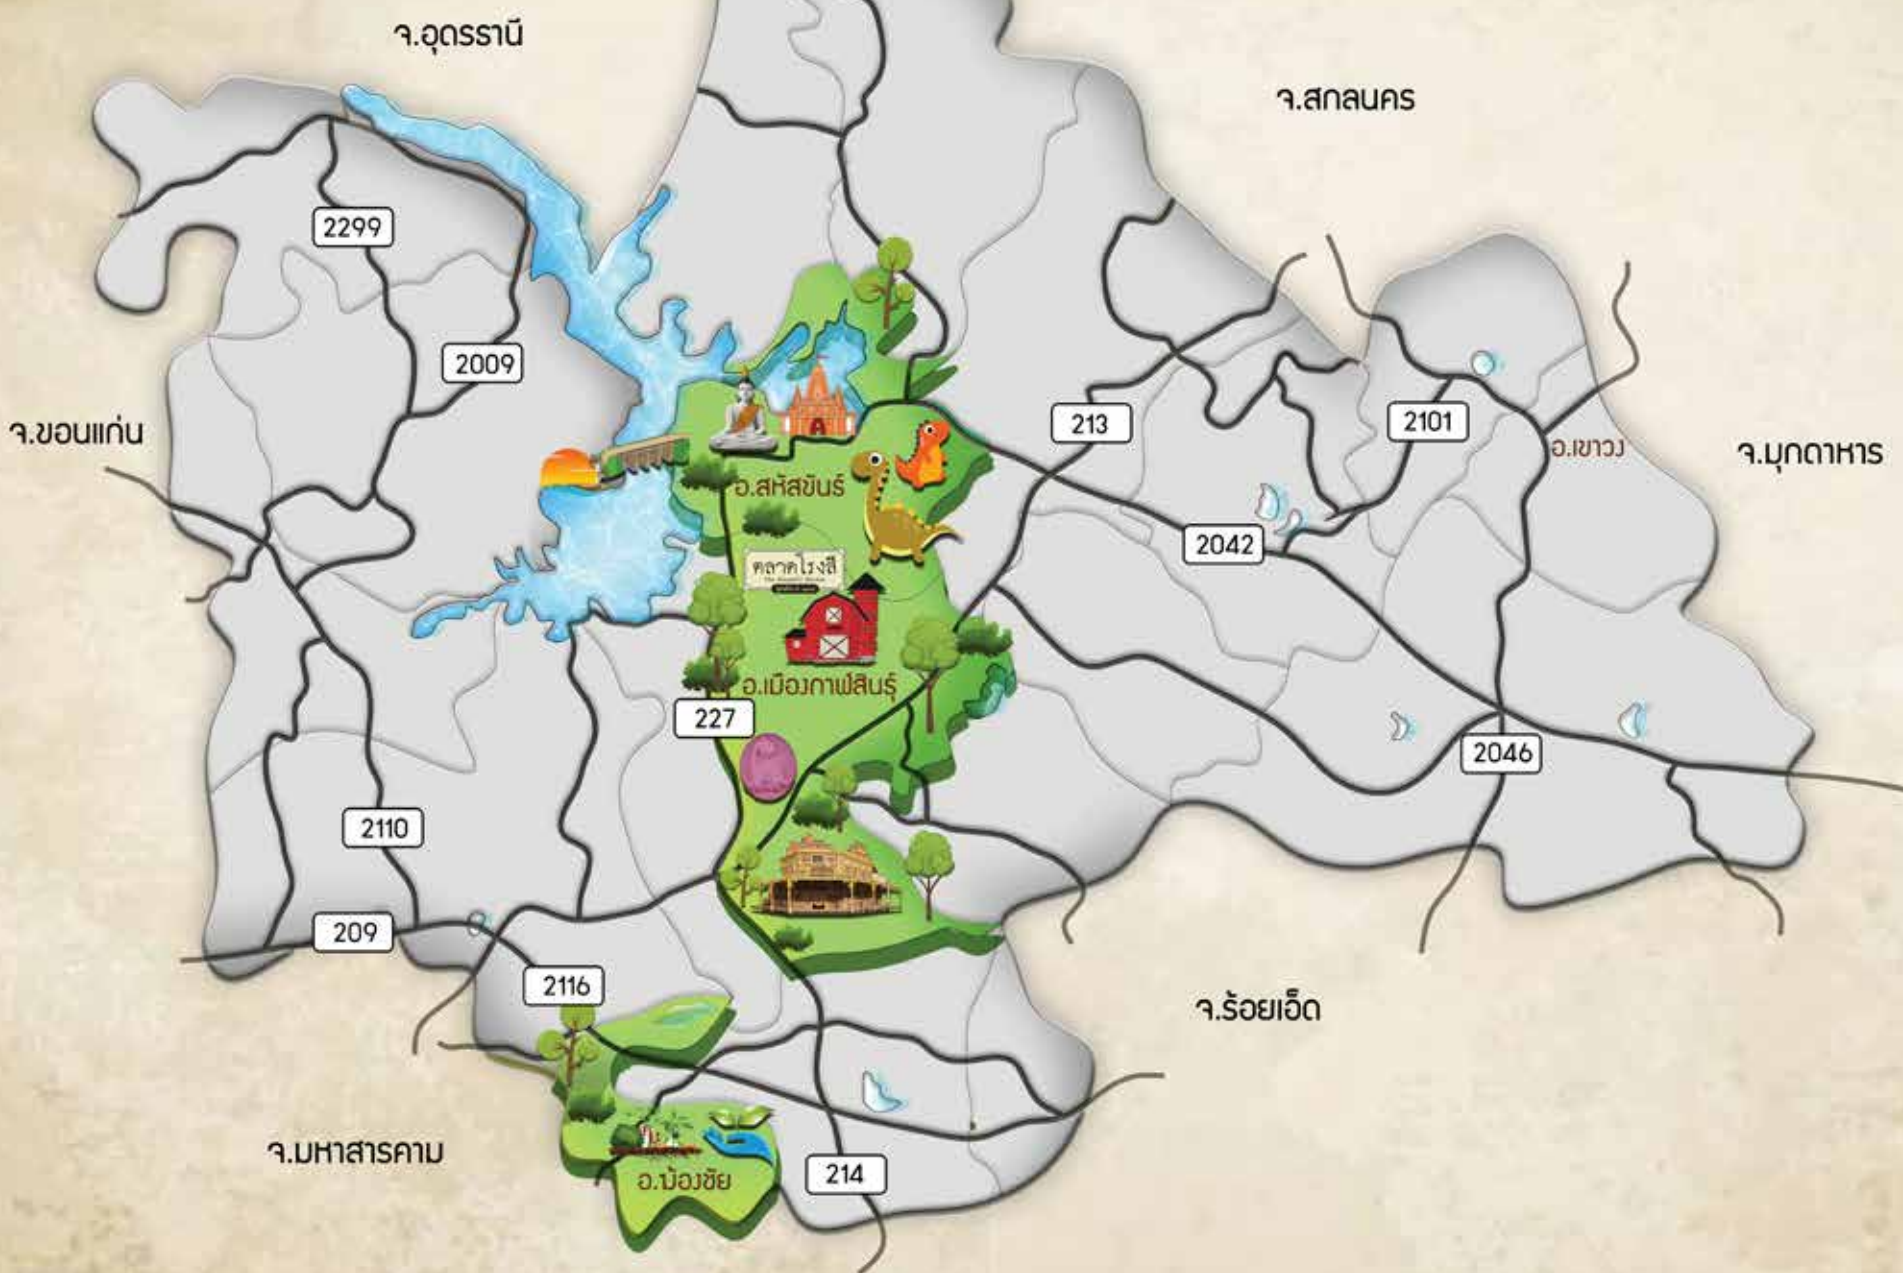 จ.อุดรธานี
จ.สกลนคร
2299
2009
213
2101
จ.ขอนแก่น
อ.เขาวง
จ.มุกดาหาร
อ.สหัสขันธ์
2042
ตลาดโรงสี
อ.เมืองกาฬสินธุ์
227
2046
2110
209
2116
จ.ร้อยเอ็ด
จ.มหาสารคาม
214
อ.ฆ้องชัย